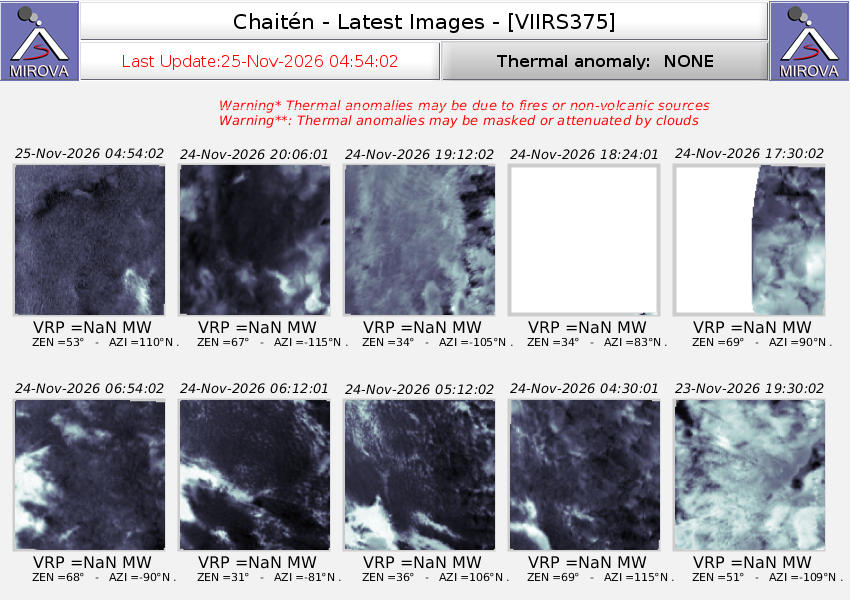 Chaitén - Latest Images - [VIIRS375]
MIROVA
Last Update:25-Nov-2026 04:54:02
Thermal anomaly: NONE
MIROVA
Warning* Thermal anomalies may be due to fires or non-volcanic sources
Warning**: Thermal anomalies may be masked or attenuated by clouds
25-Nov-2026 04:54:02 24-Nov-2026 20:06:01 24-Nov-2026 19:12:02 24-Nov-2026 18:24:01 24-Nov-2026 17:30:02
VRP =NaN MW VRP =NaN MW VRP =NaN MW VRP =NaN MW VRP =NaN MW
ZEN =53° - AZI =110°N . ZEN =67° - AZI =-115°N . ZEN =34° - AZI =-105°N . ZEN =34° - AZI =83°N . ZEN =69° - AZI =90°N .
24-Nov-2026 06:54:02 24-Nov-2026 06:12:01 24-Nov-2026 05:12:02 24-Nov-2026 04:30:01 23-Nov-2026 19:30:02
VRP =NaN MW VRP =NaN MW VRP =NaN MW VRP =NaN MW VRP =NaN MW
ZEN =68° - AZI =-90°N . ZEN =31° - AZI =-81°N . ZEN =36° - AZI =106°N . ZEN =69° - AZI =115°N . ZEN =51° - AZI =-109°N .